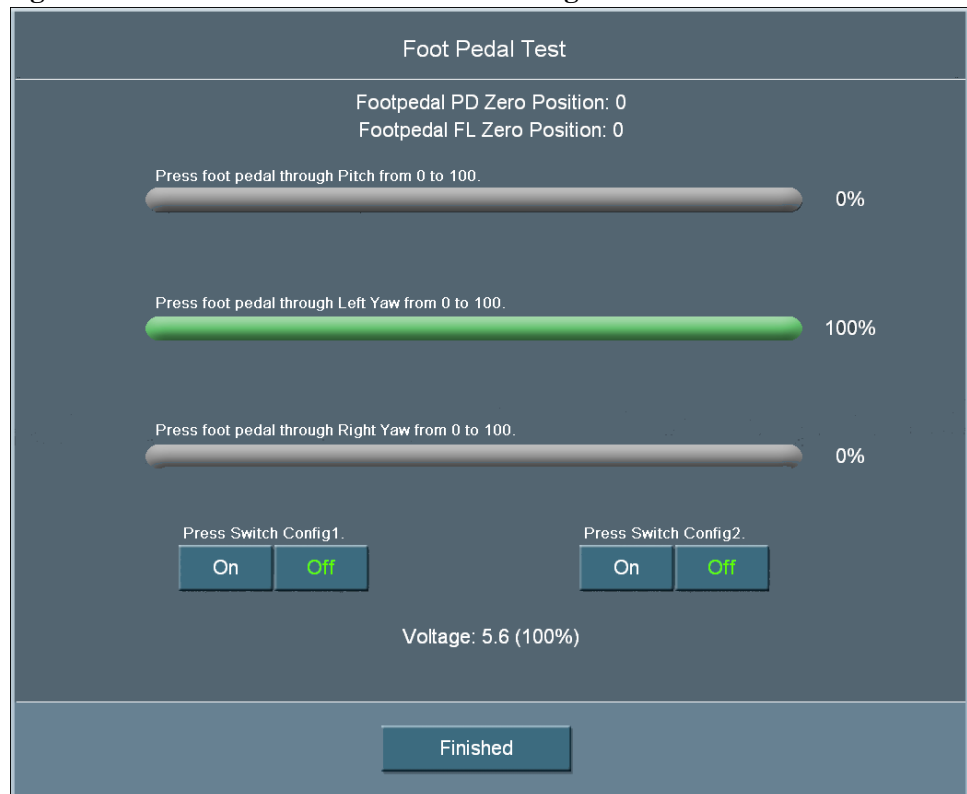 Foot Pedal Test
Footpedal PD Zero Position: 0
Footpedal FL Zero Position: 0
Press foot pedal through Pitch from 0 to 100.
0%
Press foot pedal through Left Yaw from 0 to 100.
100%
Press foot pedal through Right Yaw from 0 to 100.
0%
Press Switch Config1. Press Switch Config2.
On Off On Off
Voltage: 5.6 (100%)
Finished